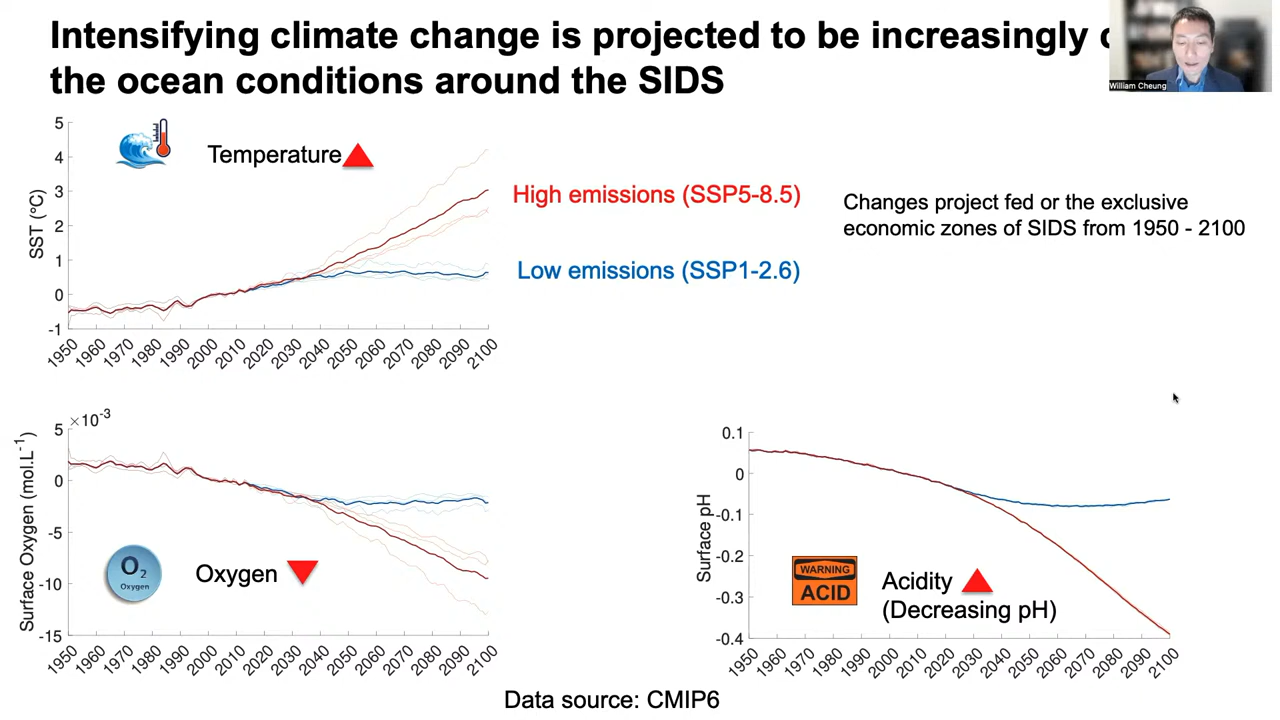 Intensifying climate change is projected to be increasingly
the ocean conditions around the SIDS
William Cheung
Temperature
High emissions (SSP5-8.5)
Low emissions (SSP1-2.6)
Changes project fed or the exclusive
economic zones of SIDS from 1950 - 2100
SST (°C)
5
4
3
2
1
0
-1
1950 1960 1970 1980 1990 2000 2010 2020 2030 2040 2050 2060 2070 2080 2090 2100
×10-3
Surface Oxygen (mol.L-1)
5
0
-5
-10
-15
O2
Oxygen
Oxygen
1950 1960 1970 1980 1990 2000 2010 2020 2030 2040 2050 2060 2070 2080 2090 2100
Surface pH
0.1
0
-0.1
-0.2
-0.3
-0.4
WARNING
ACID
Acidity
(Decreasing pH)
1950 1960 1970 1980 1990 2000 2010 2020 2030 2040 2050 2060 2070 2080 2090 2100
Data source: CMIP6